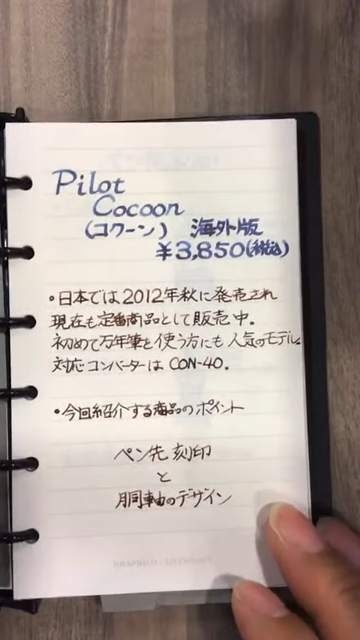 Pilot
Cocoon
(コクーン) 海外版
¥3,850(税込)
・日本では2012年秋に発売され
現在も定番商品として販売中。
初めて万年筆を使う方にも人気のモデル。
対応コンバーターは CON-40.
・今回紹介する商品のポイント
ペン先 刻印
と
胴軸のデザイン